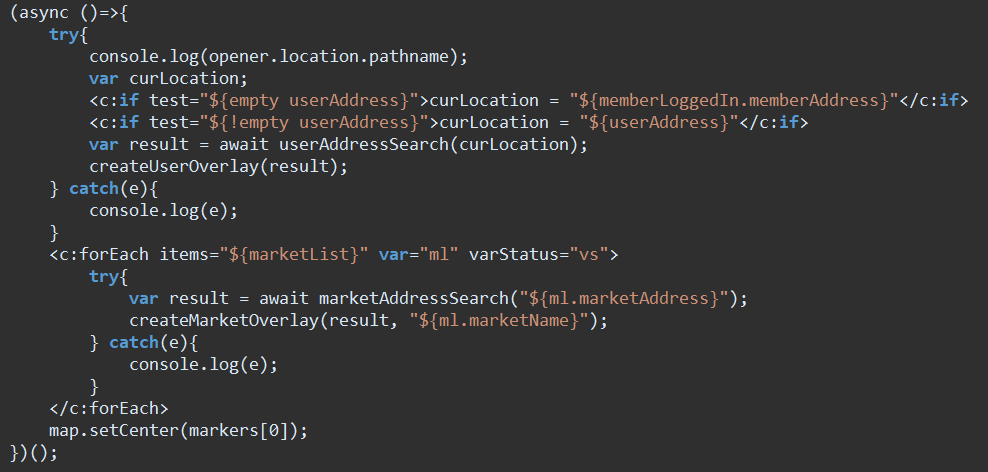 (async ()=>{
    try{
        console.log(opener.location.pathname);
        var curLocation;
        <c:if test="${empty userAddress}">curLocation = "${memberLoggedIn.memberAddress}"</c:if>
        <c:if test="${!empty userAddress}">curLocation = "${userAddress}"</c:if>
        var result = await userAddressSearch(curLocation);
        createUserOverlay(result);
    } catch(e){
        console.log(e);
    }
    <c:forEach items="${marketList}" var="ml" varStatus="vs">
        try{
            var result = await marketAddressSearch("${ml.marketAddress}");
            createMarketOverlay(result, "${ml.marketName}");
        } catch(e){
            console.log(e);
        }
    </c:forEach>
    map.setCenter(markers[0]);
})();